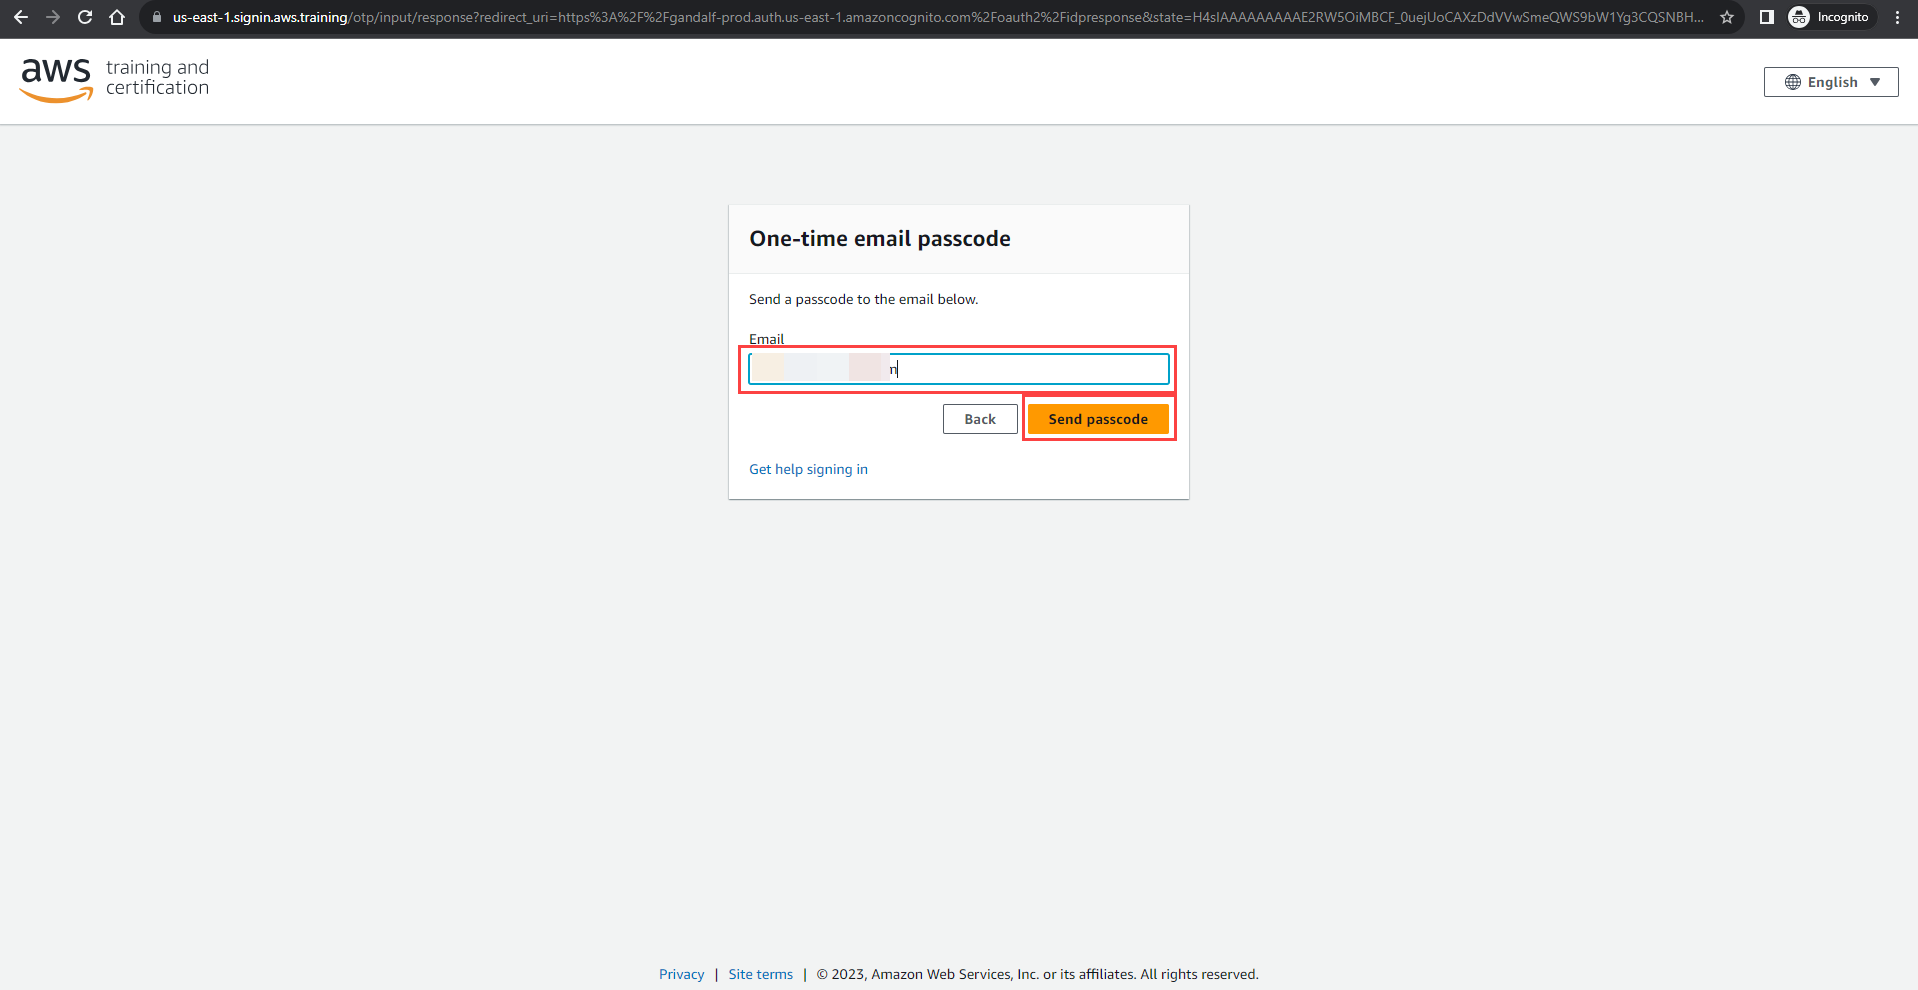 us-east-1.signin.aws.training/otp/input/response?redirect_uri=https%3A%2F%2Fgandalf-prod.auth.us-east-1.amazoncognito.com%2Foauth2%2Fidpresponse&state=H4sIAAAAAAAAAE2RW5OiMBCF_0uejUoCAXzDdVVwSmeQWS9bW1Yg3CQSNBH...
Incognito
aws training and
certification
English
One-time email passcode
Send a passcode to the email below.
Email
Back
Send passcode
Get help signing in
Privacy | Site terms | © 2023, Amazon Web Services, Inc. or its affiliates. All rights reserved.